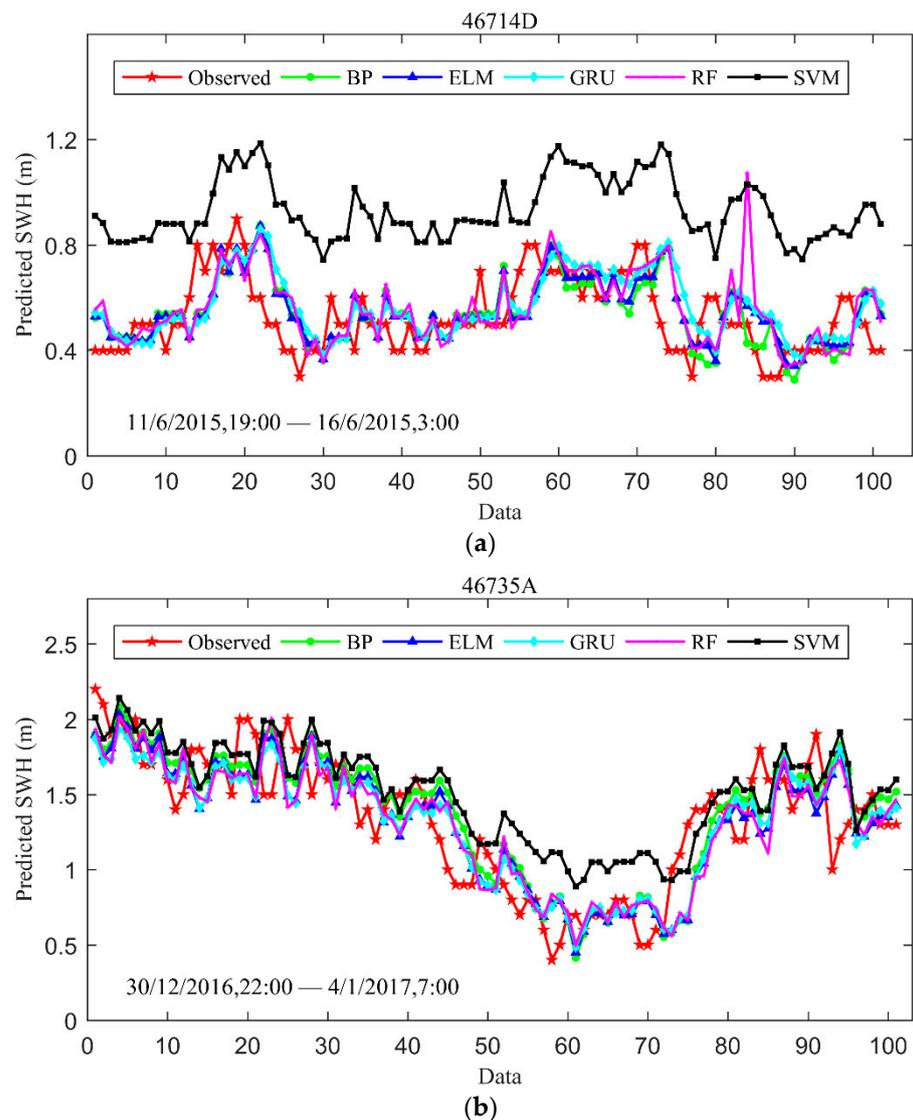 46714D
Observed BP ELM GRU RF SVM
1.2
0.8
0.4
0
Predicted SWH (m)
11/6/2015,19:00 — 16/6/2015,3:00
0 10 20 30 40 50 60 70 80 90 100
Data
(a)
46735A
2.5
Observed BP ELM GRU RF SVM
2
1.5
1
0.5
0
Predicted SWH (m)
30/12/2016,22:00 — 4/1/2017,7:00
0 10 20 30 40 50 60 70 80 90 100
Data
(b)